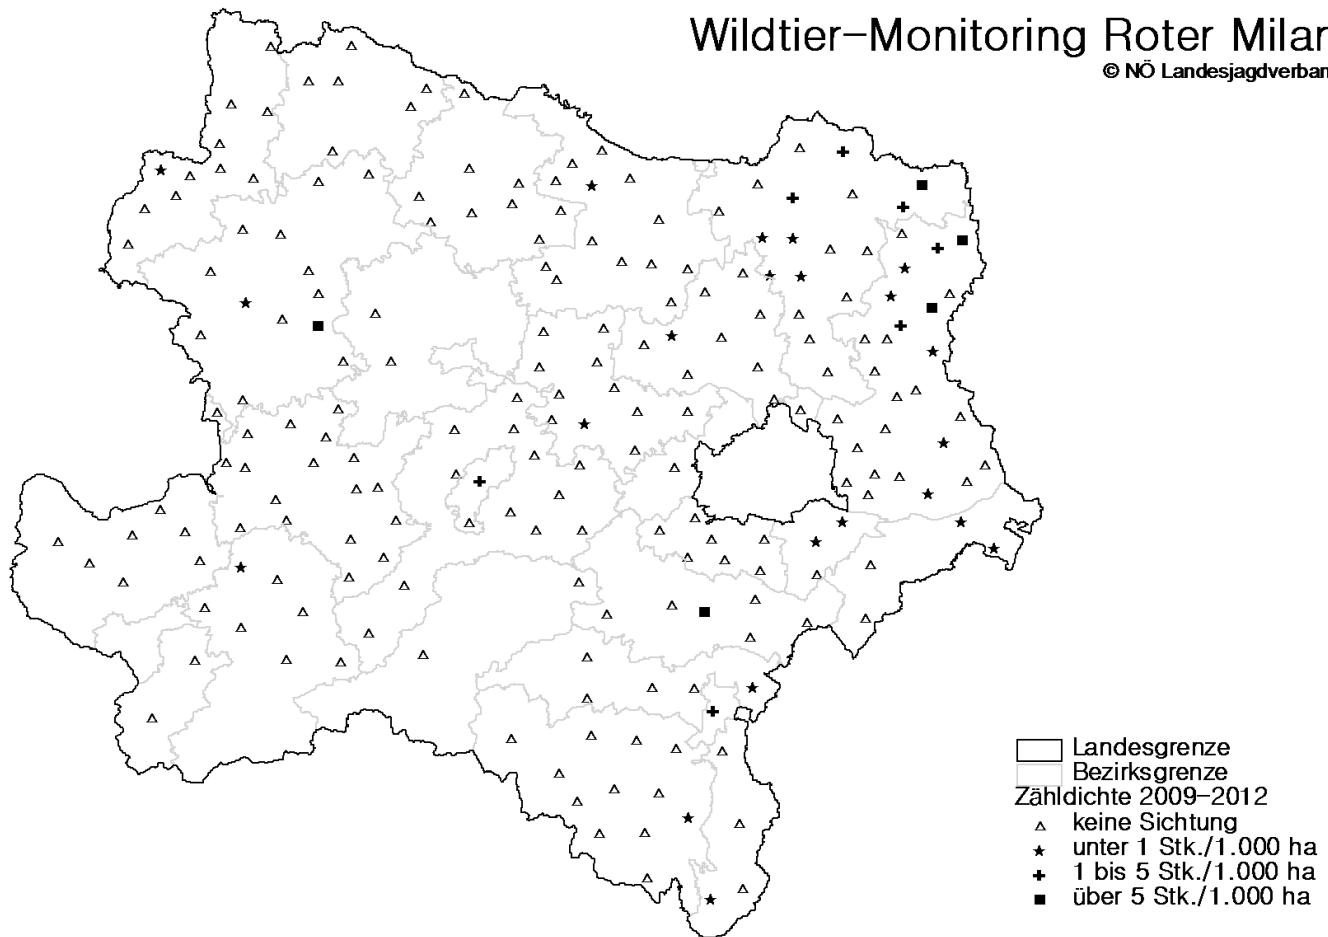 Wildtier-Monitoring Roter Milan
© NÖ Landesjagdverban
Landesgrenze
Bezirksgrenze
Zähldichte 2009-2012
keine Sichtung
unter 1 Stk./1.000 ha
1 bis 5 Stk./1.000 ha
über 5 Stk./1.000 ha